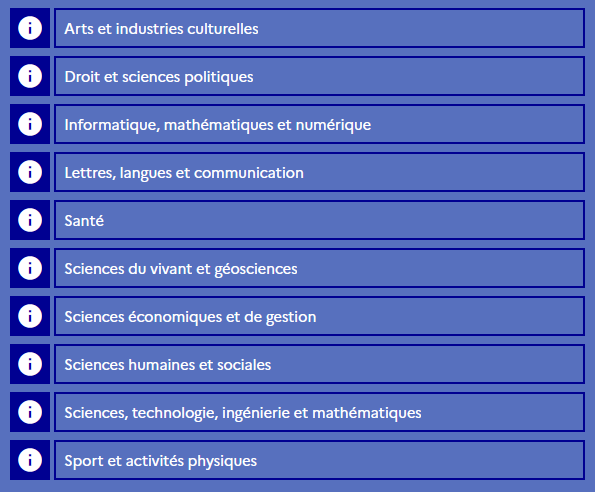 Arts et industries culturelles
Droit et sciences politiques
Informatique, mathématiques et numérique
Lettres, langues et communication
Santé
Sciences du vivant et géosciences
Sciences économiques et de gestion
Sciences humaines et sociales
Sciences, technologie, ingénierie et mathématiques
Sport et activités physiques